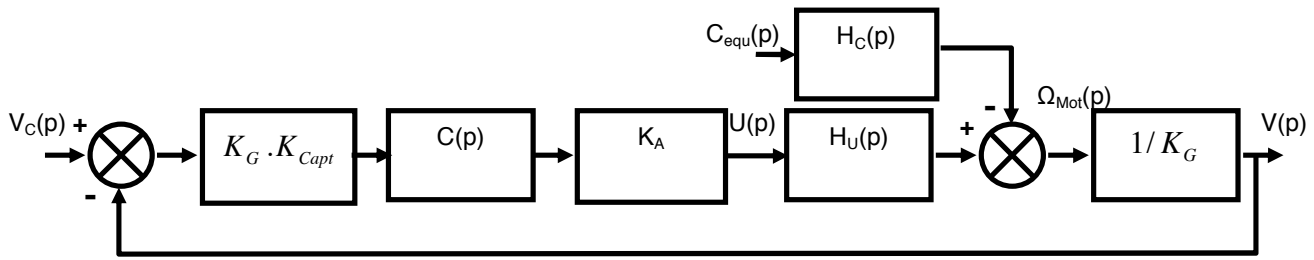 C_equ(p)
H_C(p)
V_C(p)
+
-
K_G . K_Capt
C(p)
K_A
U(p)
H_U(p)
+
-
Ω_Mot(p)
1/ K_G
V(p)